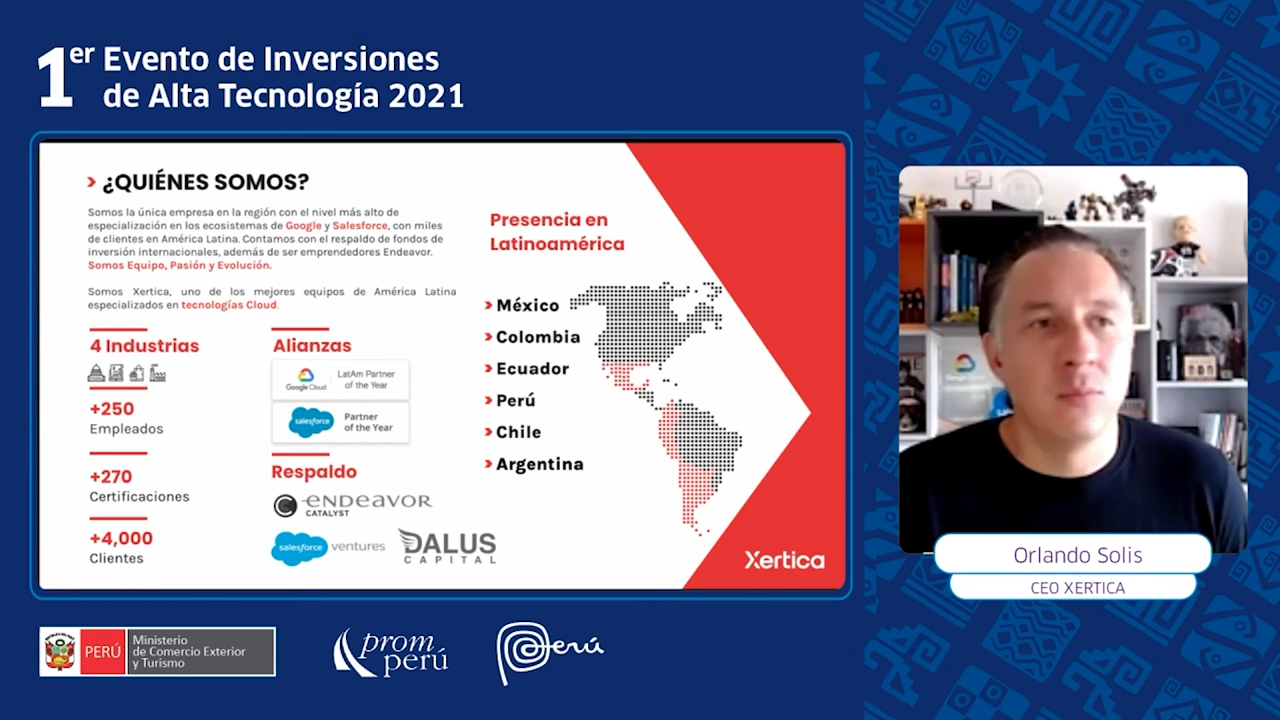 1er Evento de Inversiones
de Alta Tecnología 2021
¿QUIÉNES SOMOS?
Somos la única empresa en la región con el nivel más alto de
especialización en los ecosistemas de Google y Salesforce, con miles
de clientes en América Latina. Contamos con el respaldo de fondos de
inversión internacionales, además de ser emprendedores Endeavor.
Somos Equipo, Pasión y Evolución.
Somos Xertica, uno de los mejores equipos de América Latina
especializados en tecnologías Cloud.
4 Industrias
+250
Empleados
+270
Certificaciones
+4,000
Clientes
Alianzas
Google Cloud
LatAm Partner
of the Year
salesforce
Partner
of the Year
Respaldo
ENDEAVOR
CATALYST
salesforce ventures
DALUS
CAPITAL
Presencia en
Latinoamérica
México
Colombia
Ecuador
Perú
Chile
Argentina
Xertica
Google Cloud
Orlando Solis
CEO XERTICA
PERÚ
Ministerio
de Comercio Exterior
y Turismo
prom
perú
Perú